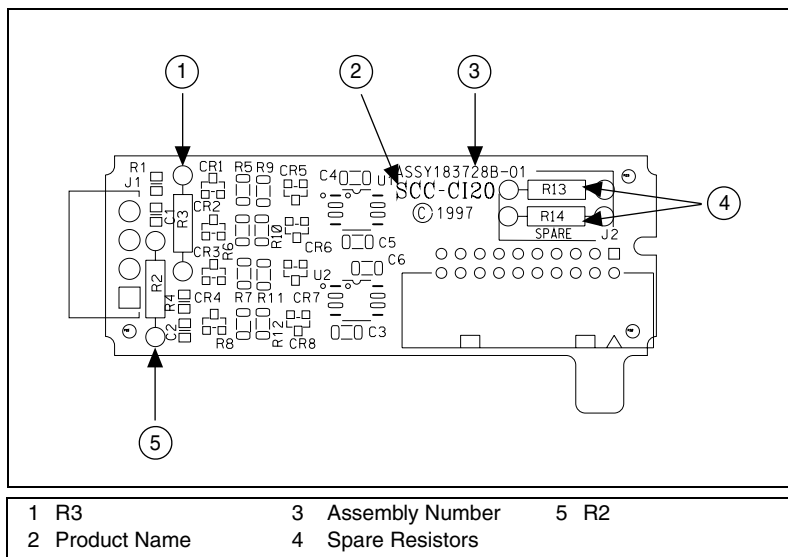 1 2 3
ASSY183728B-01
SCC-CI20
© 1997
R1 CR1 R5 R9 CR5 C4 U1 R13
J1
C1 R3 CR2 R14
R6 R10 CR6 C5 SPARE J2
4
CR3 U2 C6
R2 R4 CR4 R7 R11 CR7
C2 R8 R12 CR8 C3
5
1 R3 3 Assembly Number 5 R2
2 Product Name 4 Spare Resistors